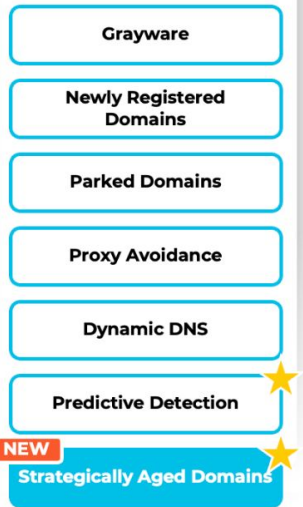 Grayware
Newly Registered
Domains
Parked Domains
Proxy Avoidance
Dynamic DNS
Predictive Detection
NEW
Strategically Aged Domains